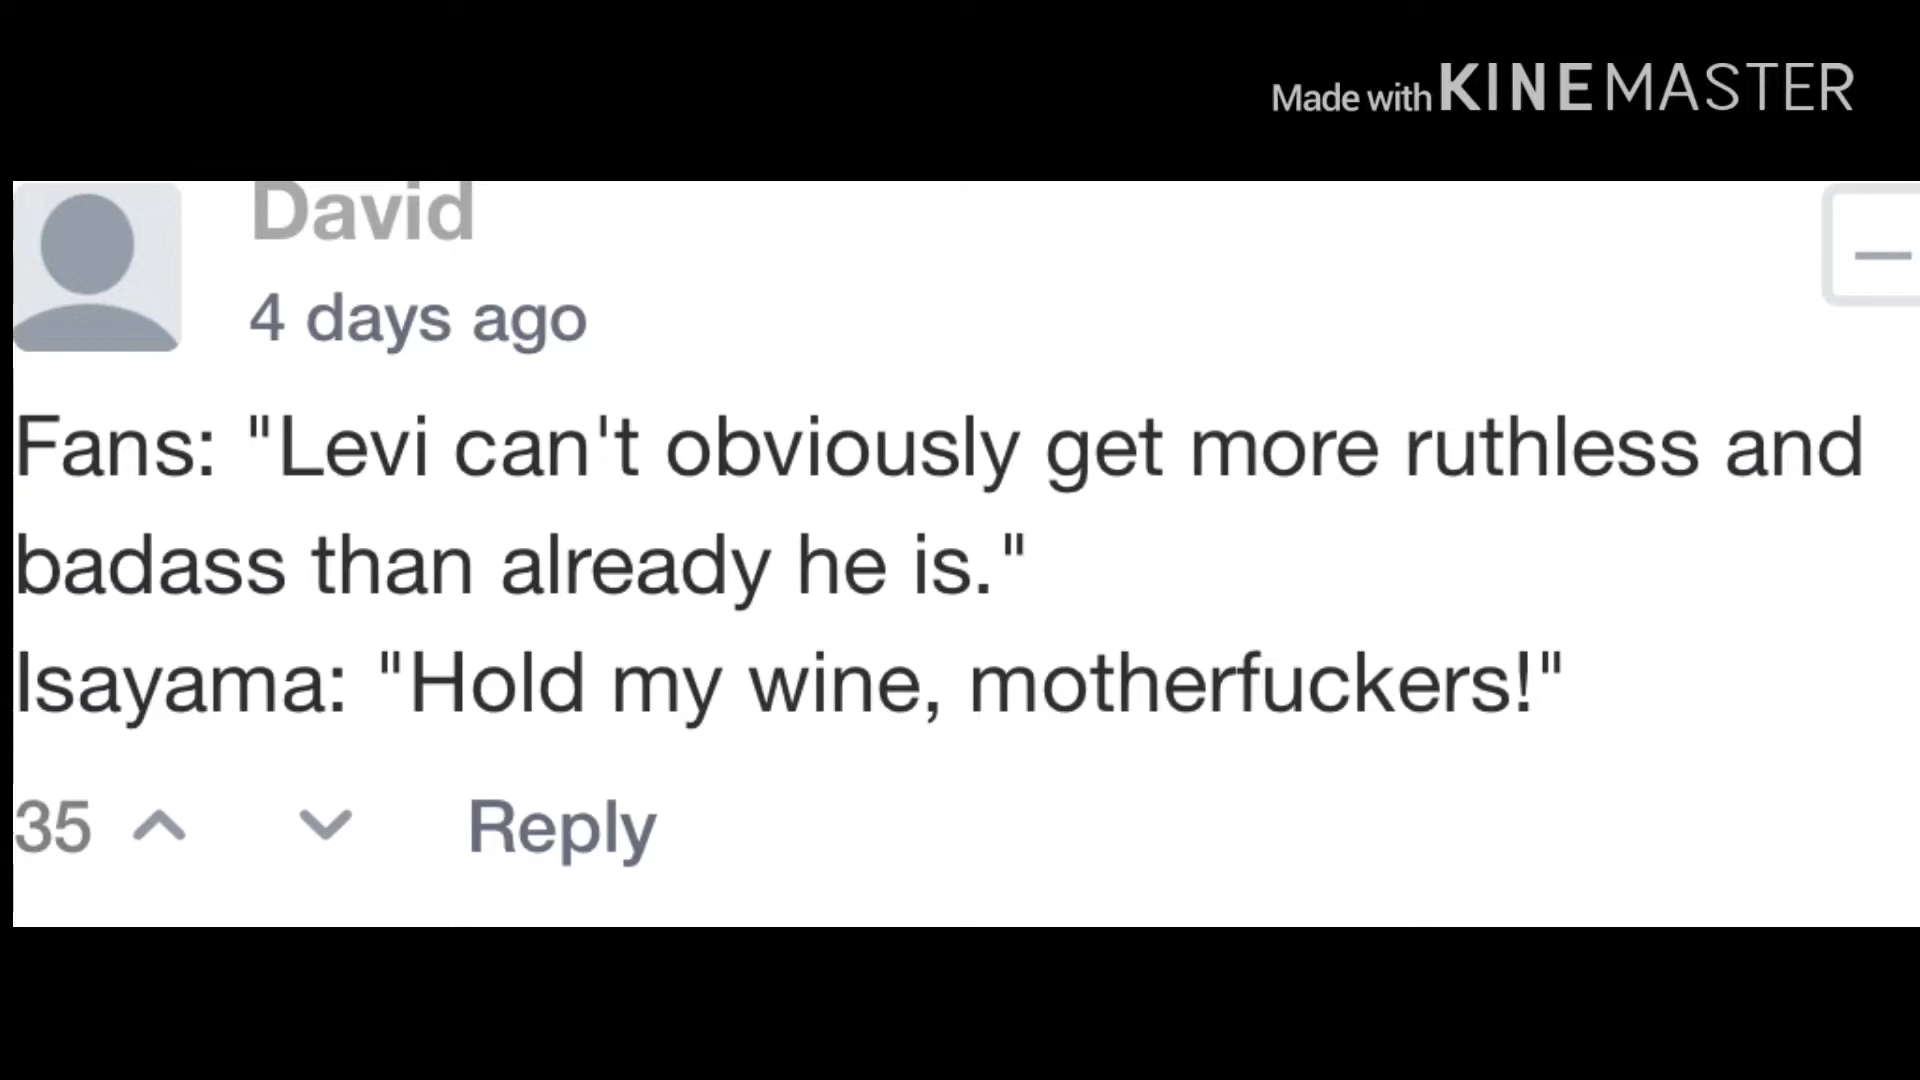 Made with KINEMASTER
David
4 days ago
Fans: "Levi can't obviously get more ruthless and
badass than already he is."
Isayama: "Hold my wine, motherfuckers!"
35 Reply